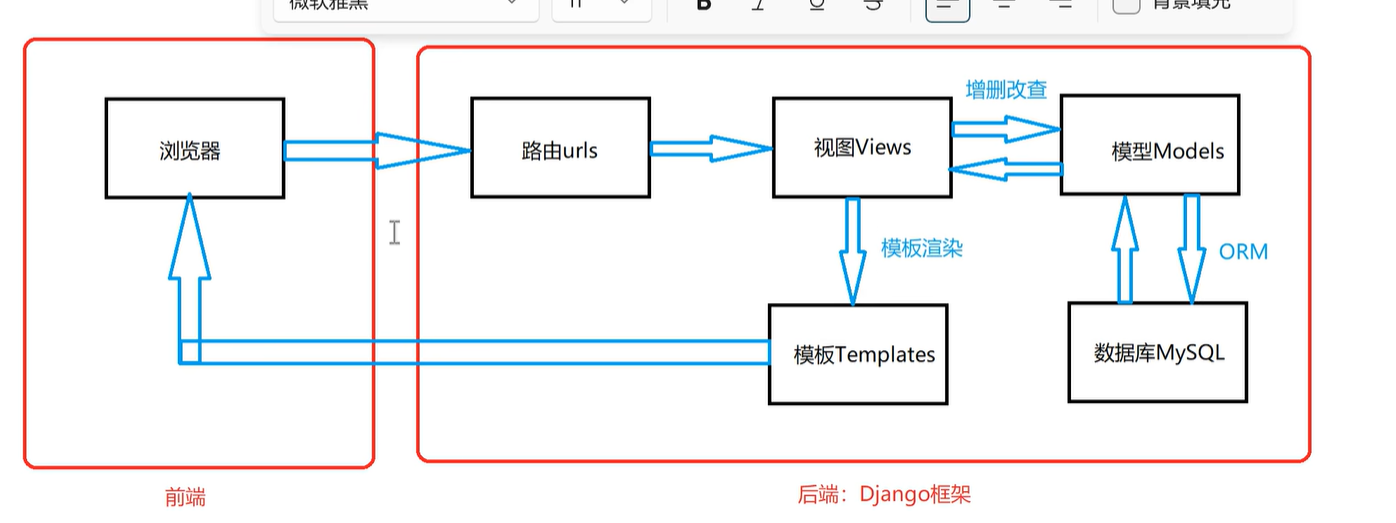 微软雅黑
B
I
U
S
背景填充
增删改查
浏览器
路由urls
视图Views
模型Models
模板渲染
ORM
模板Templates
数据库MySQL
前端
后端：Django框架